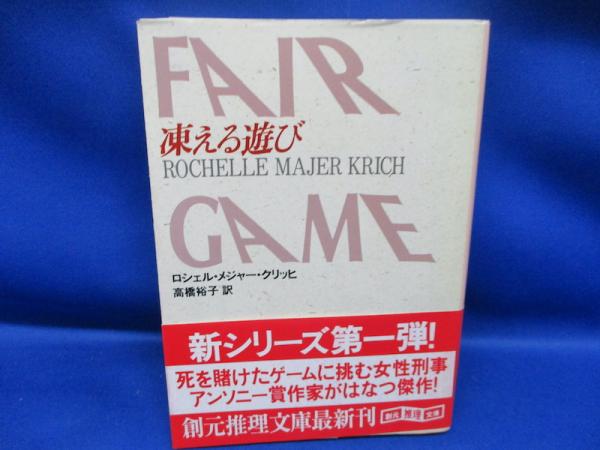 FAIR
凍える遊び
ROCHELLE MAJER KRICH
GAME
ロシェル・メジャー・クリッヒ
高橋裕子 訳
新シリーズ第一弾!
死を賭けたゲームに挑む女性刑事
アンソニー賞作家がはなつ傑作!
創元推理文庫最新刊 創元 推理 文庫